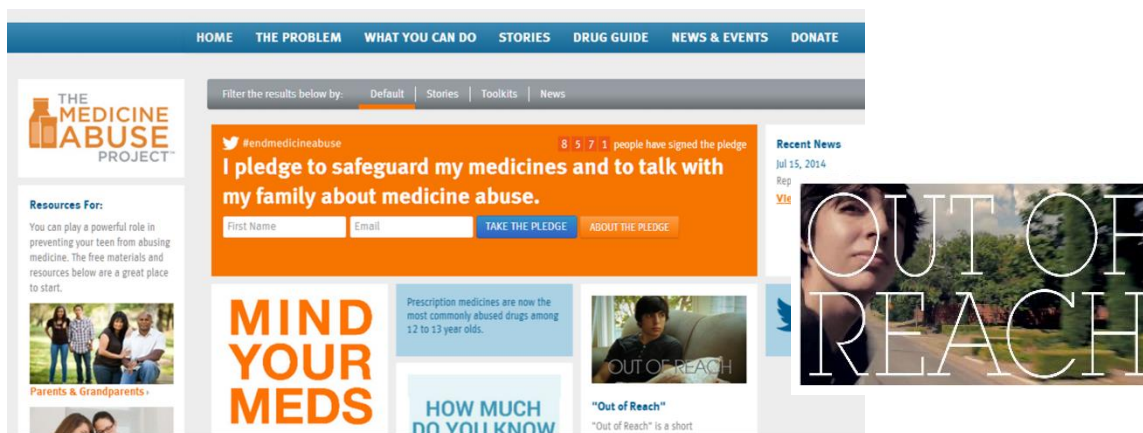 HOME THE PROBLEM WHAT YOU CAN DO STORIES DRUG GUIDE NEWS & EVENTS DONATE
THE
MEDICINE
ABUSE
PROJECT™
Filter the results below by: Default Stories Toolkits News
#endmedicineabuse
8 5 7 1 people have signed the pledge
I pledge to safeguard my medicines and to talk with
my family about medicine abuse.
First Name Email TAKE THE PLEDGE ABOUT THE PLEDGE
Recent News
Jul 15, 2014
Rep
Vie
OUT OF
REACH
Resources For:
You can play a powerful role in
preventing your teen from abusing
medicine. The free materials and
resources below are a great place
to start.
Parents & Grandparents ›
MIND
YOUR
MEDS
Prescription medicines are now the
most commonly abused drugs among
12 to 13 year olds.
HOW MUCH
DO YOU KNOW
OUT OF REACH
"Out of Reach"
"Out of Reach" is a short